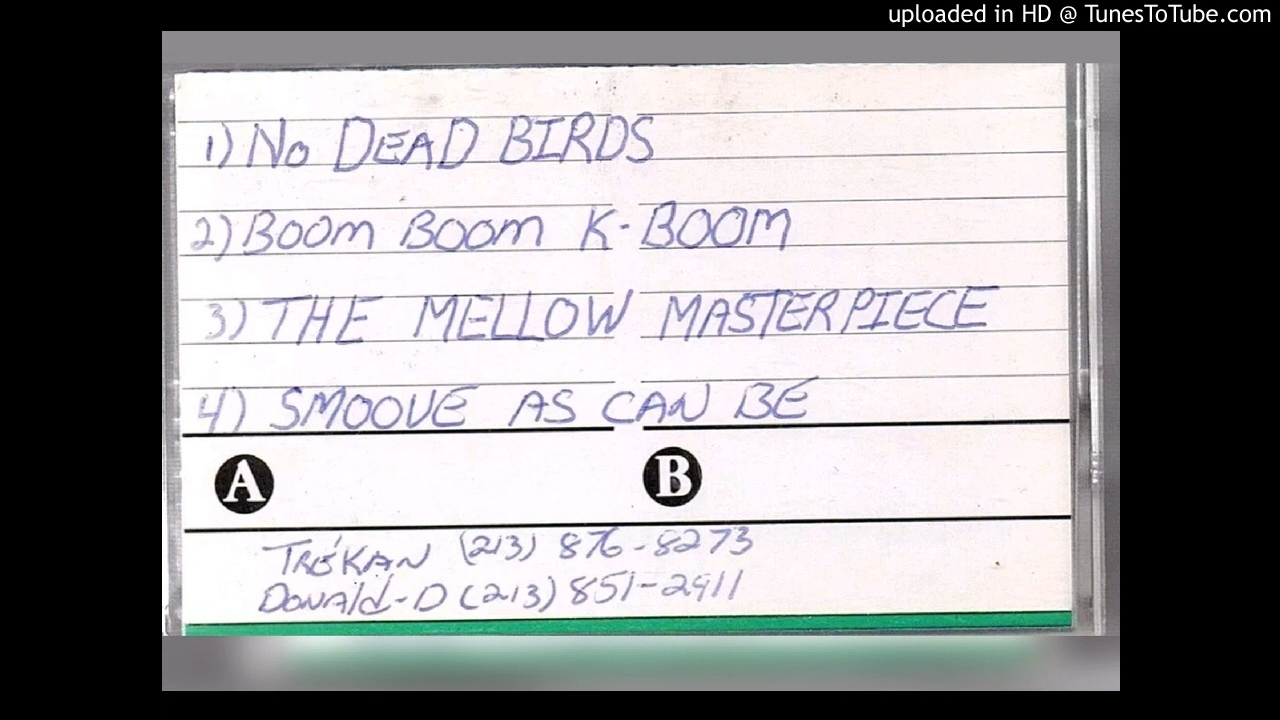 uploaded in HD @ TunesToTube.com
1) No DEAD BIRDS
2) BOOm BOOm K-BOOM
3) THE MELLOW MASTERPIECE
4) SMOOVE AS CAN BE
A B
TRÉKAN (213) 876-8273
DONAld-D (213) 851-2911